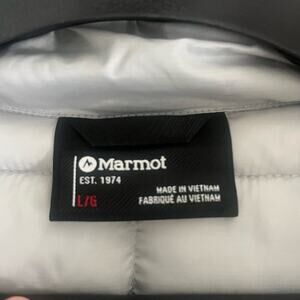 Marmot
EST. 1974
L/G
MADE IN VIETNAM
FABRIQUÉ AU VIETNAM